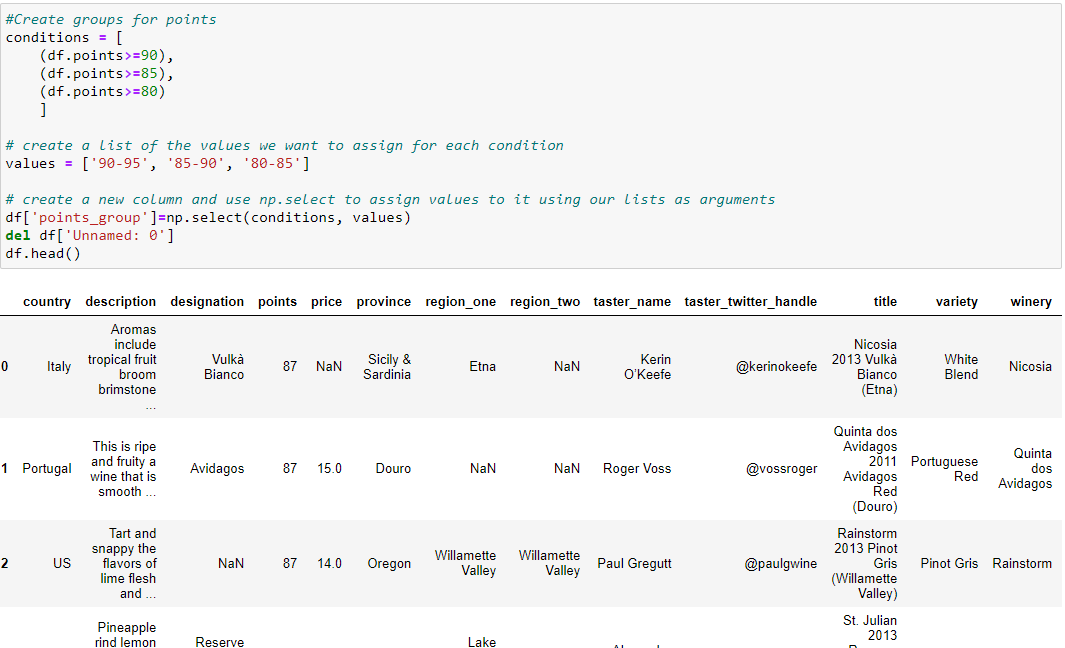 #Create groups for points
conditions = [
    (df.points>=90),
    (df.points>=85),
    (df.points>=80)
    ]
# create a list of the values we want to assign for each condition
values = ['90-95', '85-90', '80-85']
# create a new column and use np.select to assign values to it using our lists as arguments
df['points_group']=np.select(conditions, values)
del df['Unnamed: 0']
df.head()
country description designation points price province region_one region_two taster_name taster_twitter_handle title variety winery
Aromas
include
tropical fruit
broom
brimstone
...
0 Italy Vulkà
Bianco
87 NaN Sicily &
Sardinia
Etna NaN Kerin
O'Keefe
@kerinokeefe
Nicosia
2013 Vulkà
Bianco
(Etna)
White
Blend
Nicosia
This is ripe
and fruity a
wine that is
smooth ...
1 Portugal Avidagos 87 15.0 Douro NaN NaN Roger Voss @vossroger
Quinta dos
Avidagos
2011
Avidagos
Red
(Douro)
Portuguese
Red
Quinta
dos
Avidagos
Tart and
snappy the
flavors of
lime flesh
and ...
2 US NaN 87 14.0 Oregon Willamette
Valley
Willamette
Valley
Paul Gregutt @paulgwine
Rainstorm
2013 Pinot
Gris
(Willamette
Valley)
Pinot Gris Rainstorm
Pineapple
rind lemon
Reserve
Lake
St. Julian
2013